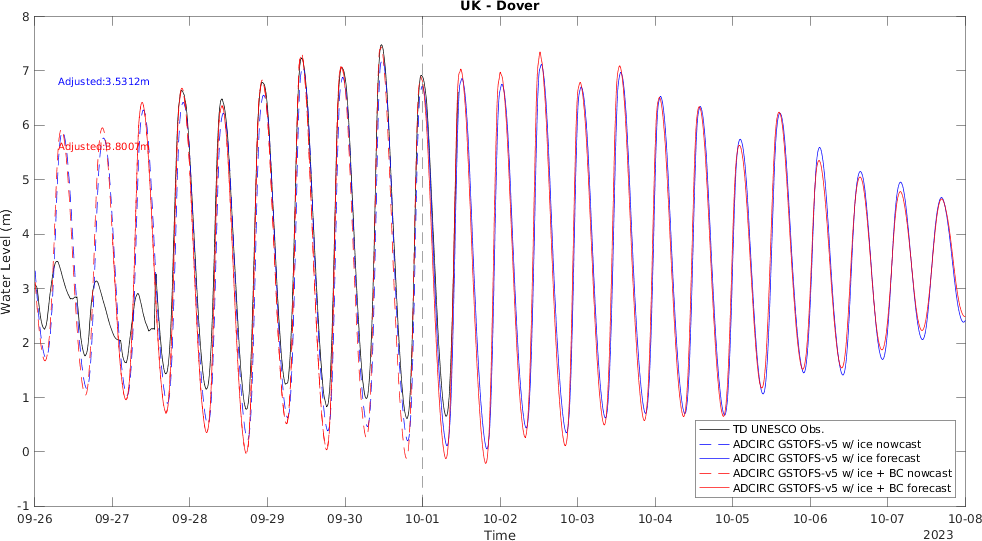 UK - Dover
8
7
6
5
4
3
2
1
0
-1
Water Level (m)
Adjusted:3.5312m
Adjusted:3.8007m
TD UNESCO Obs.
ADCIRC GSTOFS-v5 w/ ice nowcast
ADCIRC GSTOFS-v5 w/ ice forecast
ADCIRC GSTOFS-v5 w/ ice + BC nowcast
ADCIRC GSTOFS-v5 w/ ice + BC forecast
09-26 09-27 09-28 09-29 09-30 10-01 10-02 10-03 10-04 10-05 10-06 10-07 10-08
Time
2023